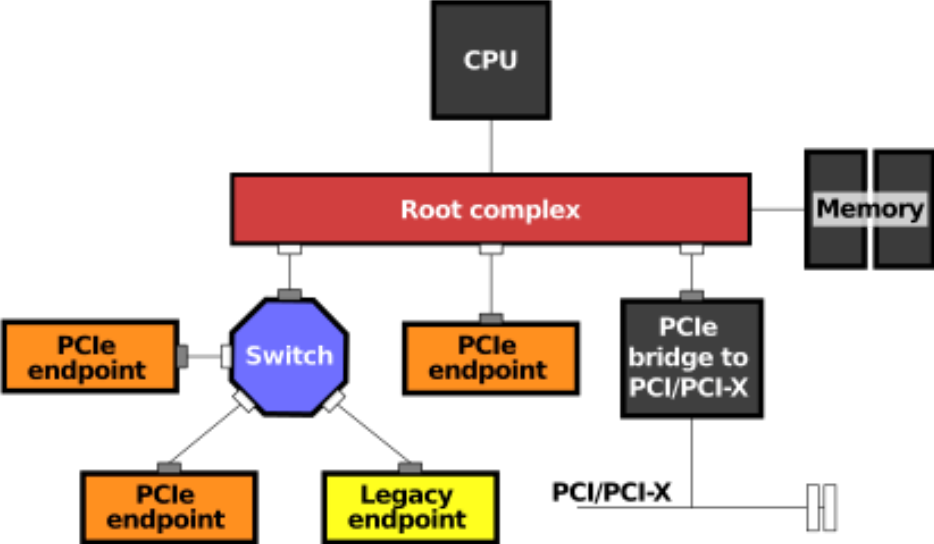 CPU
Root complex
Memory
PCIe
endpoint
Switch
PCIe
endpoint
PCIe
bridge to
PCI/PCI-X
PCIe
endpoint
Legacy
endpoint
PCI/PCI-X